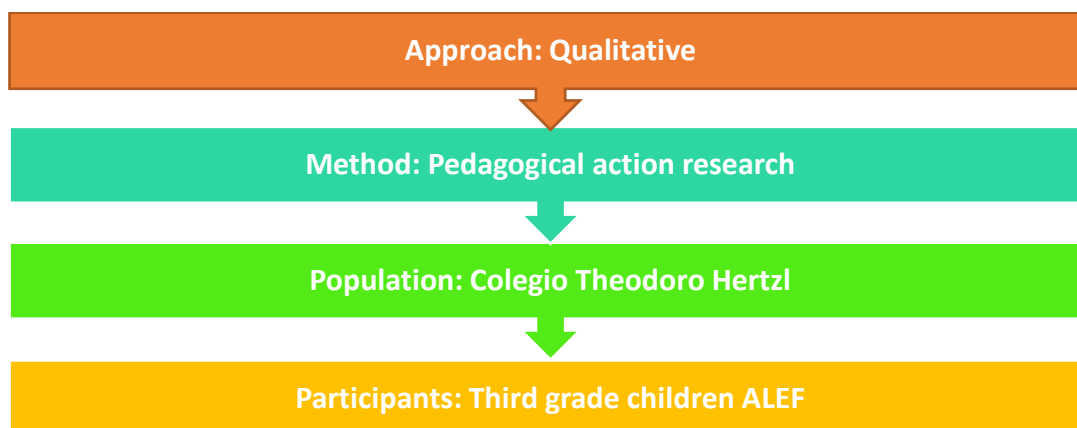 Approach: Qualitative
Method: Pedagogical action research
Population: Colegio Theodoro Hertzl
Participants: Third grade children ALEF